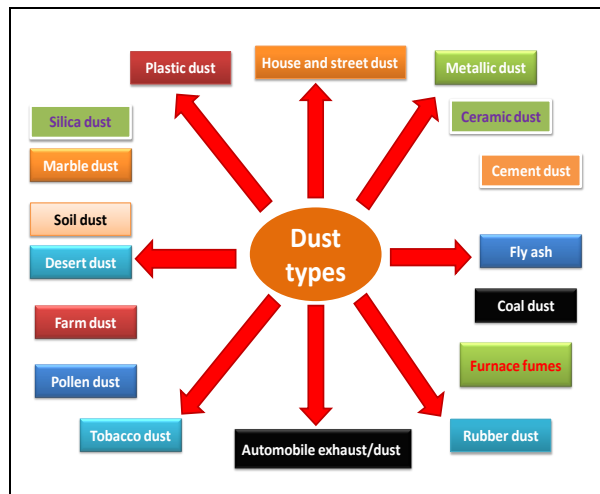 House and street dust
Plastic dust
Metallic dust
Silica dust
Ceramic dust
Marble dust
Cement dust
Soil dust
Dust
types
Desert dust
Fly ash
Coal dust
Farm dust
Furnace fumes
Pollen dust
Tobacco dust
Automobile exhaust/dust
Rubber dust